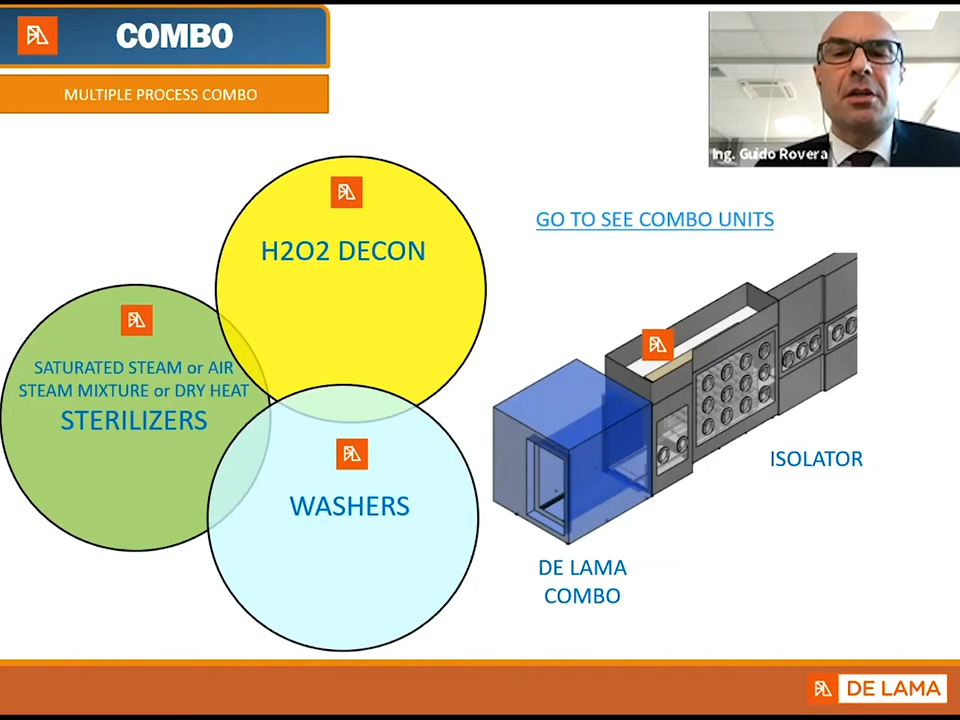 COMBO
MULTIPLE PROCESS COMBO
Ing. Guido Rovera
H2O2 DECON
GO TO SEE COMBO UNITS
SATURATED STEAM or AIR
STEAM MIXTURE or DRY HEAT
STERILIZERS
WASHERS
ISOLATOR
DE LAMA
COMBO
DE LAMA